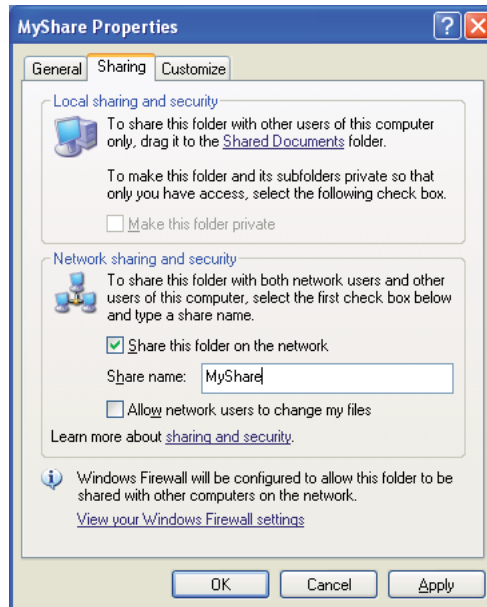 MyShare Properties
General Sharing Customize
Local sharing and security
To share this folder with other users of this computer
only, drag it to the Shared Documents folder.
To make this folder and its subfolders private so that
only you have access, select the following check box.
Make this folder private
Network sharing and security
To share this folder with both network users and other
users of this computer, select the first check box below
and type a share name.
Share this folder on the network
Share name: MyShare
Allow network users to change my files
Learn more about sharing and security.
Windows Firewall will be configured to allow this folder to be
shared with other computers on the network.
View your Windows Firewall settings
OK Cancel Apply